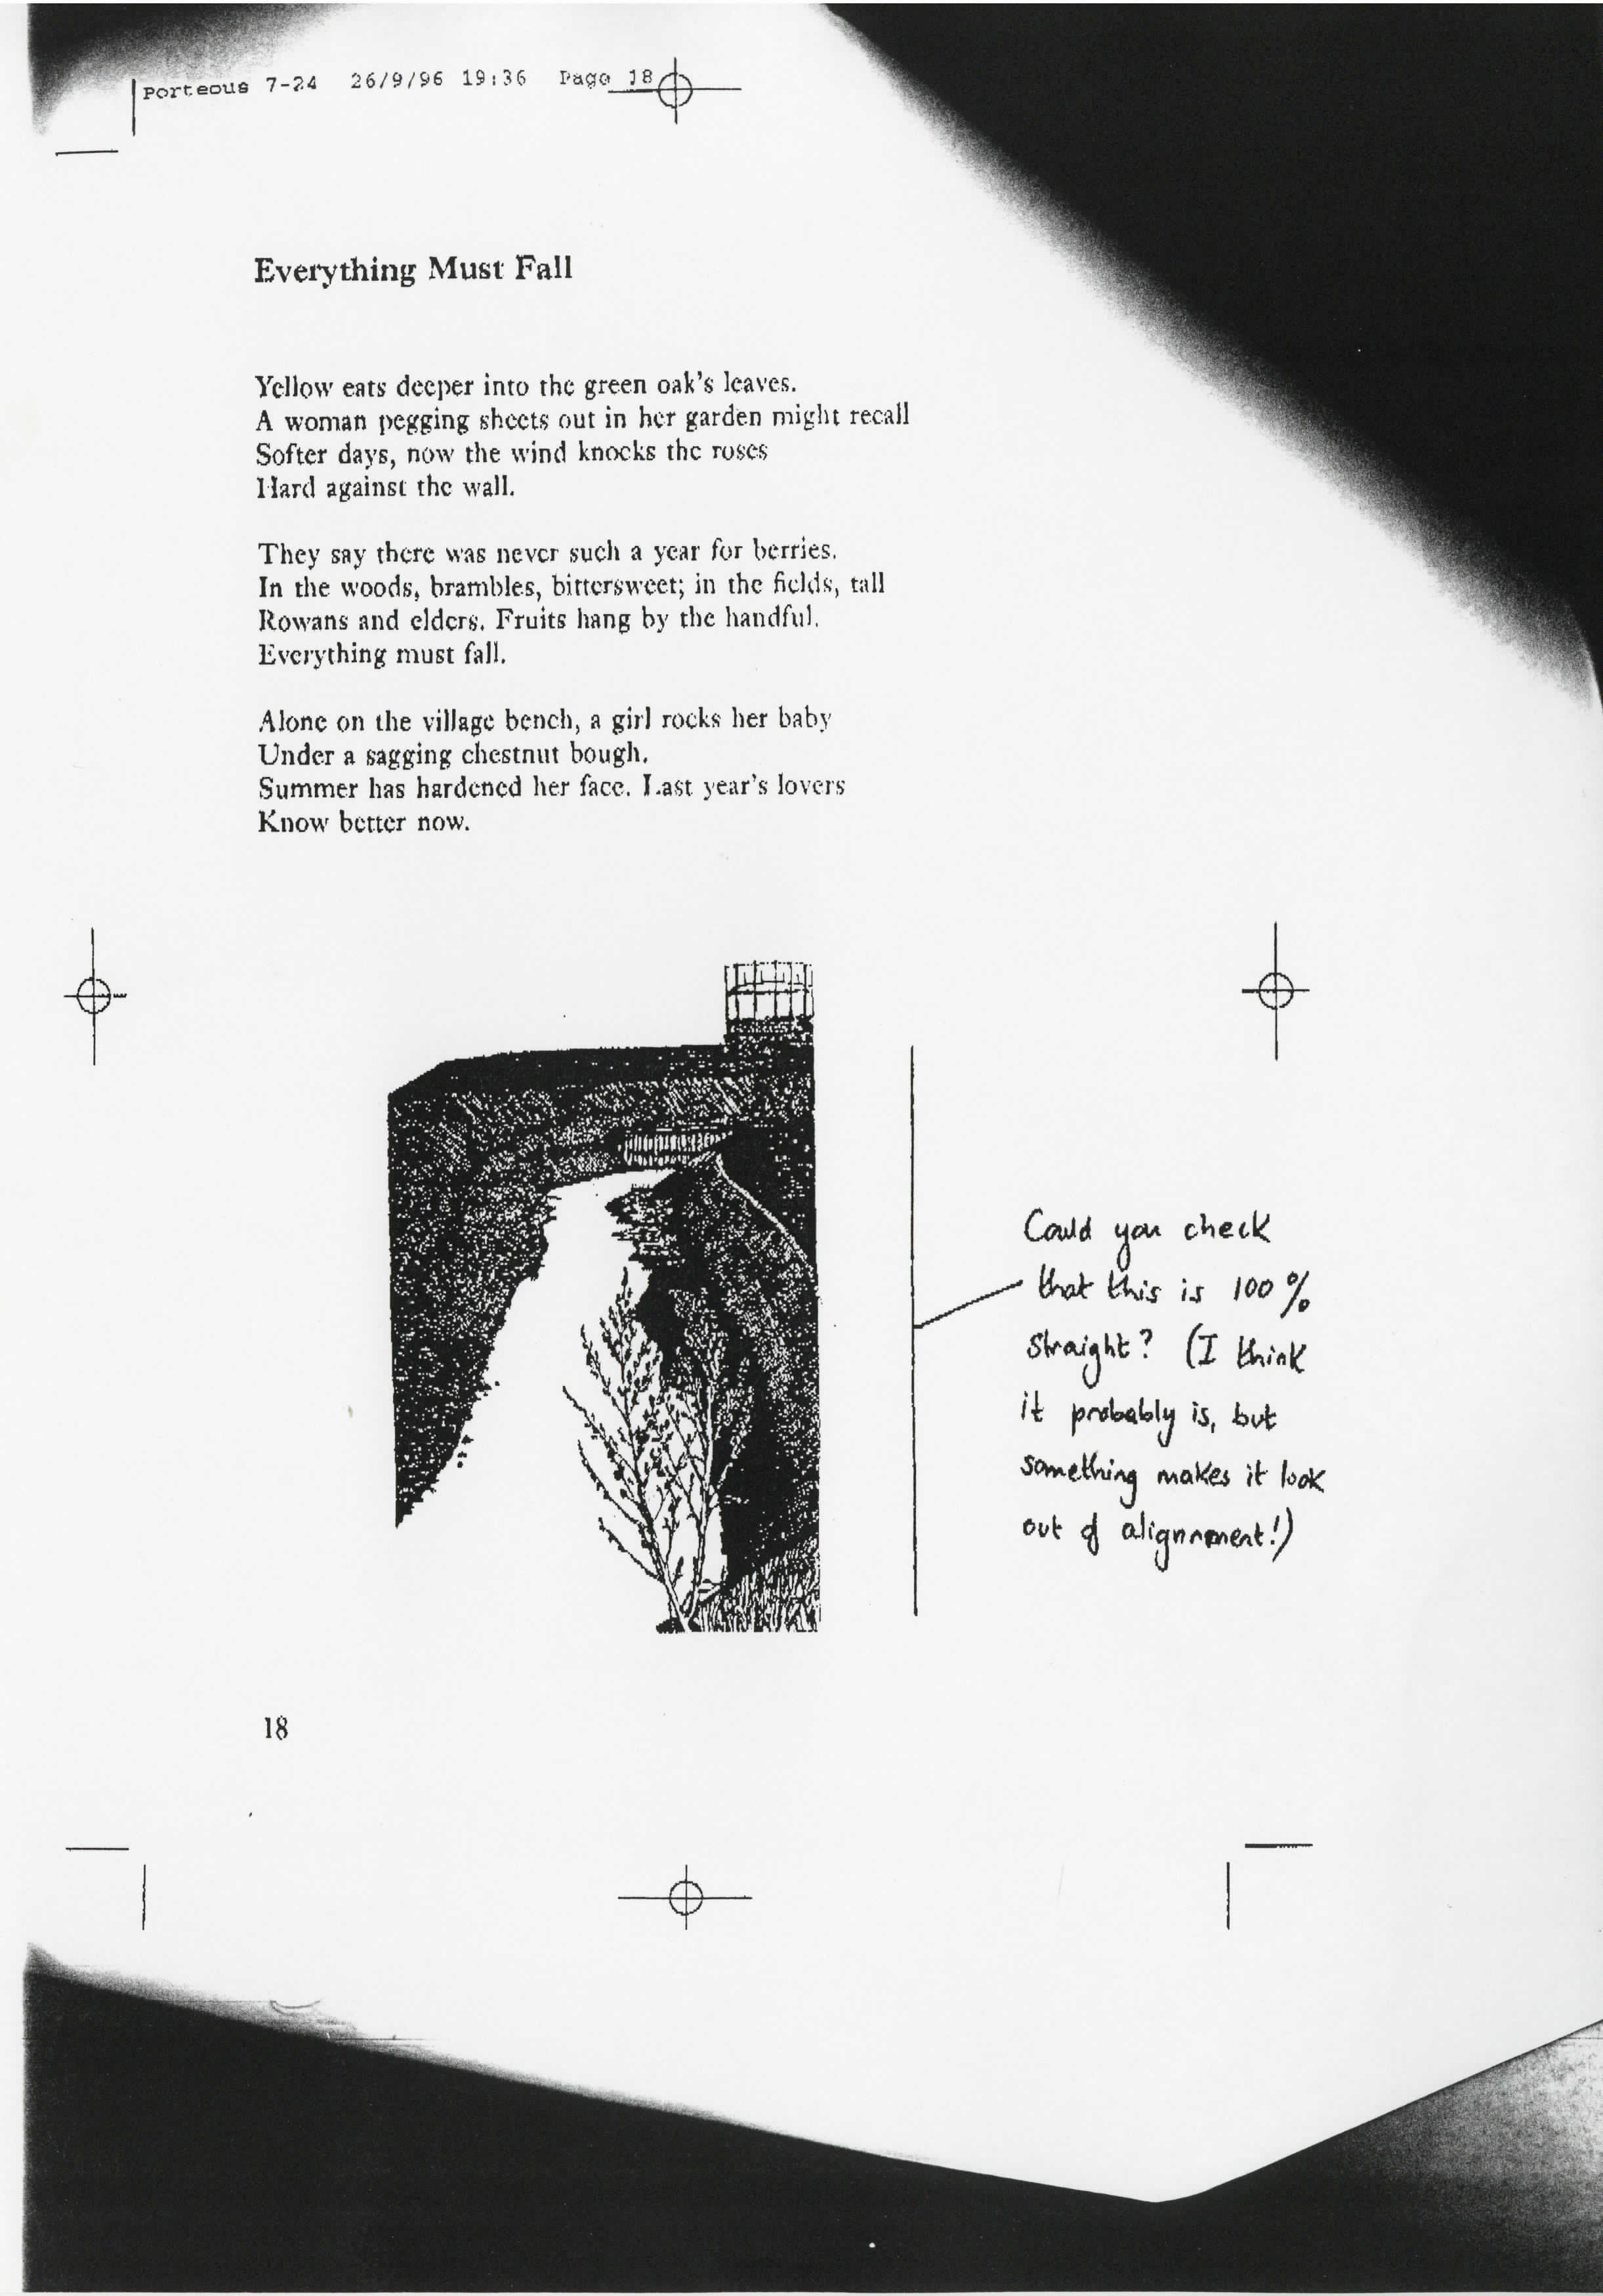 Porteous 7-24 26/9/96 19:36 Page 18
Everything Must Fall
Yellow eats deeper into the green oak's leaves.
A woman pegging sheets out in her garden might recall
Softer days, now the wind knocks the roses
Hard against the wall.
They say there was never such a year for berries.
In the woods, brambles, bittersweet; in the fields, tall
Rowans and elders. Fruits hang by the handful.
Everything must fall.
Alone on the village bench, a girl rocks her baby
Under a sagging chestnut bough.
Summer has hardened her face. Last year's lovers
Know better now.
Could you check
that this is 100%
straight? (I think
it probably is, but
something makes it look
out of alignment!)
18